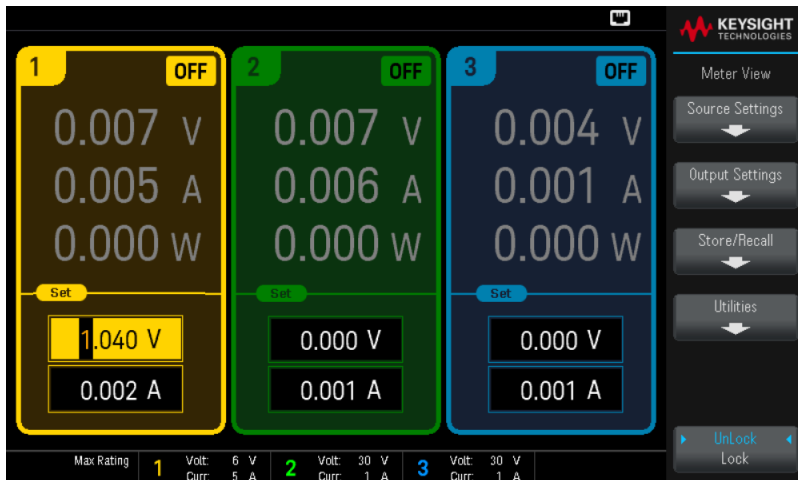 KEYSIGHT
TECHNOLOGIES
1 OFF
0.007 V
0.005 A
0.000 W
Set
1.040 V
0.002 A
2 OFF
0.007 V
0.006 A
0.000 W
Set
0.000 V
0.001 A
3 OFF
0.004 V
0.001 A
0.000 W
Set
0.000 V
0.001 A
Meter View
Source Settings
Output Settings
Store/Recall
Utilities
UnLock
Lock
Max Rating
1 Volt: 6 V
Curr: 5 A
2 Volt: 30 V
Curr: 1 A
3 Volt: 30 V
Curr: 1 A